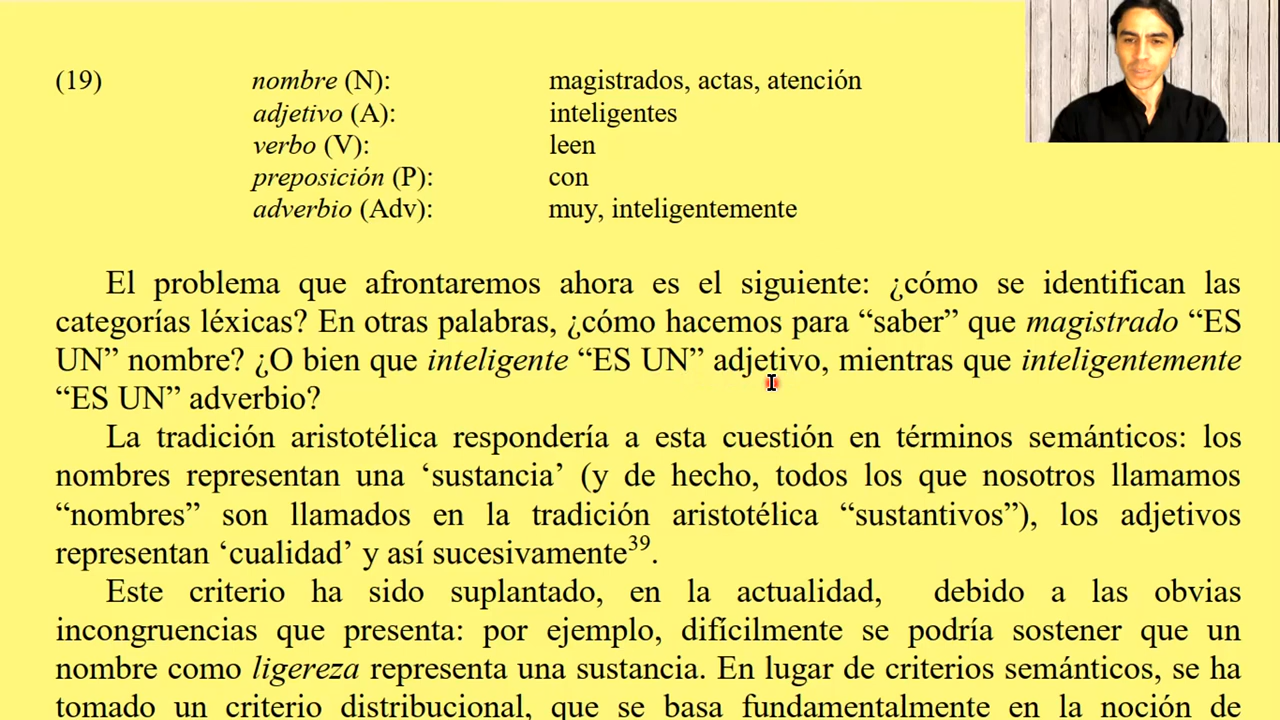 (19) nombre (N): magistrados, actas, atención
adjetivo (A): inteligentes
verbo (V): leen
preposición (P): con
adverbio (Adv): muy, inteligentemente
El problema que afrontaremos ahora es el siguiente: ¿cómo se identifican las
categorías léxicas? En otras palabras, ¿cómo hacemos para “saber” que magistrado “ES
UN” nombre? ¿O bien que inteligente “ES UN” adjetivo, mientras que inteligentemente
“ES UN” adverbio?
La tradición aristotélica respondería a esta cuestión en términos semánticos: los
nombres representan una ‘sustancia’ (y de hecho, todos los que nosotros llamamos
“nombres” son llamados en la tradición aristotélica “sustantivos”), los adjetivos
representan ‘cualidad’ y así sucesivamente39.
Este criterio ha sido suplantado, en la actualidad, debido a las obvias
incongruencias que presenta: por ejemplo, difícilmente se podría sostener que un
nombre como ligereza representa una sustancia. En lugar de criterios semánticos, se ha
tomado un criterio distribucional, que se basa fundamentalmente en la noción de